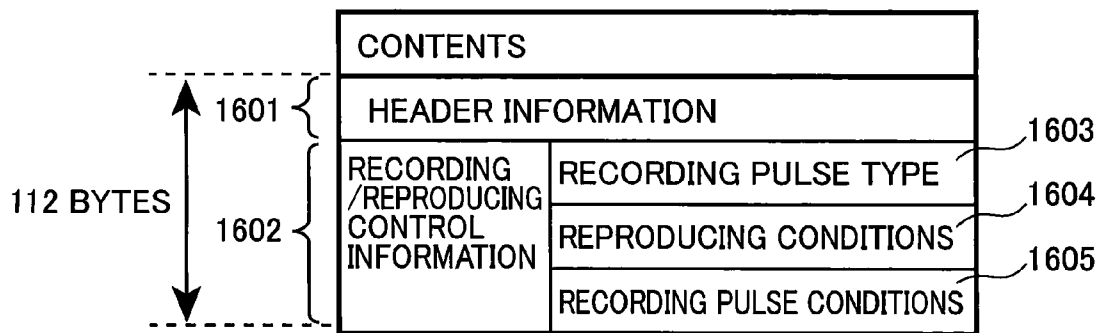 CONTENTS
1601
HEADER INFORMATION
1603
112 BYTES
1602
RECORDING
/REPRODUCING
CONTROL
INFORMATION
RECORDING PULSE TYPE
1604
REPRODUCING CONDITIONS
1605
RECORDING PULSE CONDITIONS